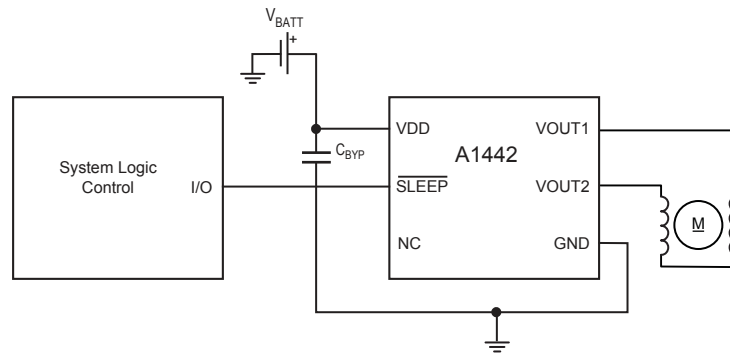 VBATT
+
System Logic
Control
I/O
CBYP
VDD
SLEEP
NC
A1442
VOUT1
VOUT2
GND
M